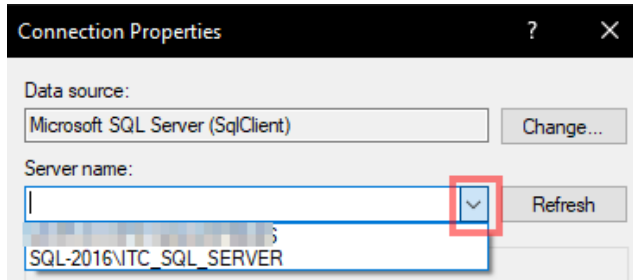 Connection Properties ? ✕
Data source:
Microsoft SQL Server (SqlClient) Change...
Server name:
Refresh
SQL-2016\ITC_SQL_SERVER